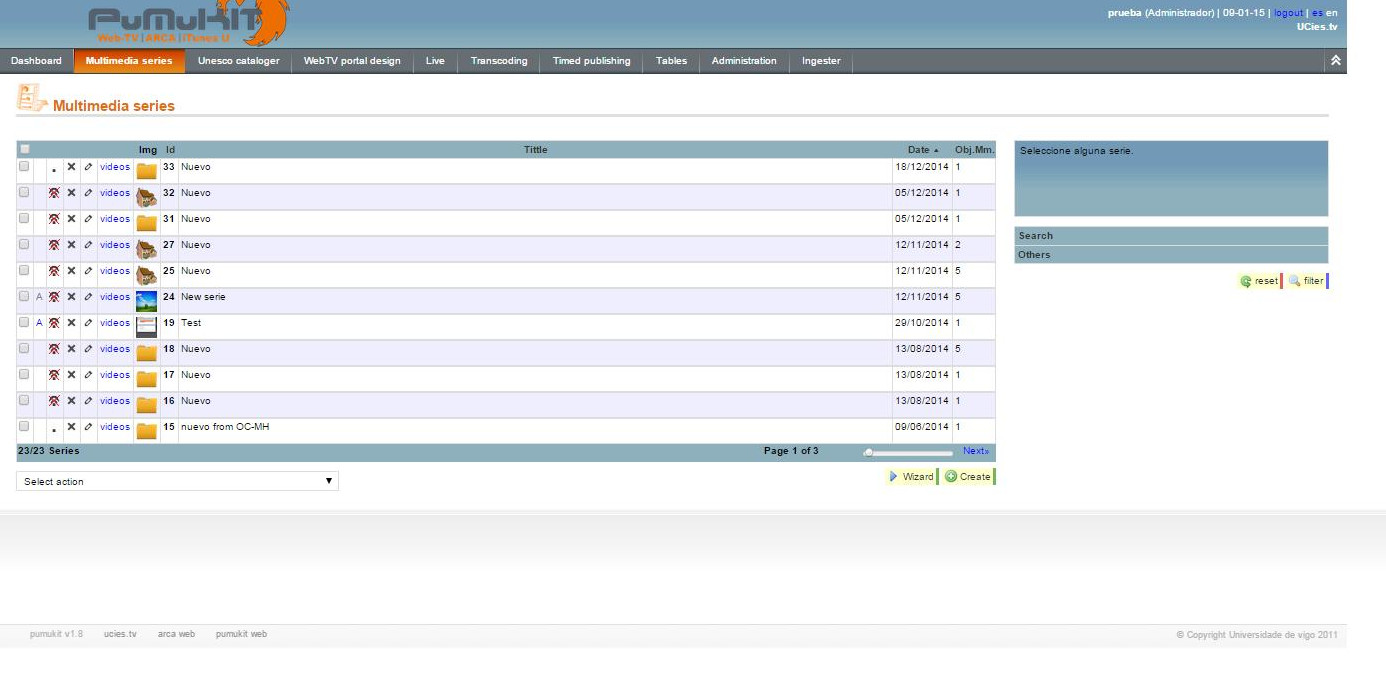 PuMuKIT
Web-TV | ARCA | iTunes U
prueba (Administrador) | 09-01-15 | logout | es en
UCies.tv
Dashboard Multimedia series Unesco cataloger WebTV portal design Live Transcoding Timed publishing Tables Administration Ingester
Multimedia series
Img Id Tittle Date Obj.Mm.
videos 33 Nuevo 18/12/2014 1
videos 32 Nuevo 05/12/2014 1
videos 31 Nuevo 05/12/2014 1
videos 27 Nuevo 12/11/2014 2
videos 25 Nuevo 12/11/2014 5
A videos 24 New serie 12/11/2014 5
A videos 19 Test 29/10/2014 1
videos 18 Nuevo 13/08/2014 5
videos 17 Nuevo 13/08/2014 1
videos 16 Nuevo 13/08/2014 1
videos 15 nuevo from OC-MH 09/06/2014 1
23/23 Series Page 1 of 3 Next»
Select action Wizard Create
Seleccione alguna serie.
Search
Others
reset filter
pumukit v1.8 ucies.tv arca web pumukit web © Copyright Universidade de vigo 2011